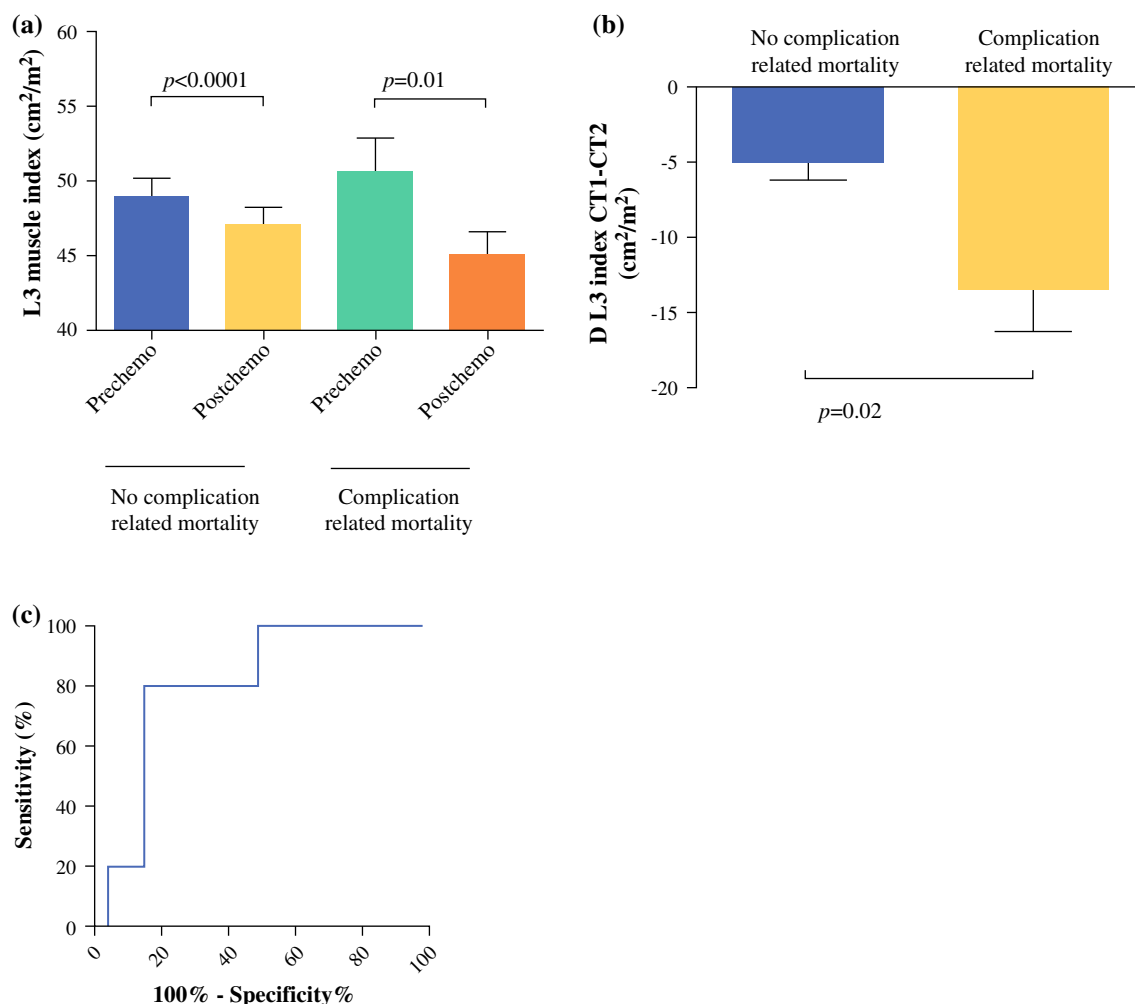 (a)
L3 muscle index (cm²/m²)
60
55
50
45
40
p<0.0001
p=0.01
Prechemo
Postchemo
Prechemo
Postchemo
No complication
related mortality
Complication
related mortality
(b)
No complication
related mortality
Complication
related mortality
D L3 index CT1-CT2
(cm²/m²)
0
-5
-10
-15
-20
p=0.02
(c)
Sensitivity (%)
100
80
60
40
20
0
0
20
40
60
80
100
100% - Specificity%